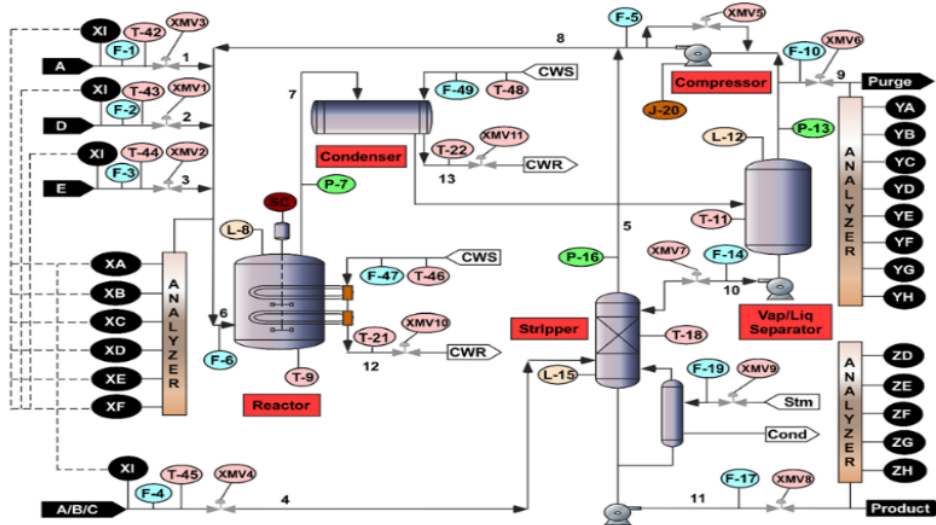 XI T-42 XMV3
F-1
A 1
XI T-43 XMV1
F-2
D 2
XI T-44 XMV2
F-3
E 3
8
F-5
XMV5
Compressor
J-20
F-10 XMV6
9
Purge
7
CWS
F-49 T-48
Condenser
T-22 XMV11
CWR
13
P-7
SC
L-8
CWS
F-47 T-46
6
F-6
T-21 XMV10
CWR
12
T-9
Reactor
XA
XB
XC
XD
XE
XF
ANALYZER
L-12
P-13
T-11
5
P-16
XMV7 F-14
10
Vap/Liq
Separator
Stripper
T-18
L-15
F-19 XMV9
Stm
Cond
ANALYZER
YA
YB
YC
YD
YE
YF
YG
YH
ANALYZER
ZD
ZE
ZF
ZG
ZH
XI T-45 XMV4
F-4
A/B/C 4
F-17 XMV8
11
Product